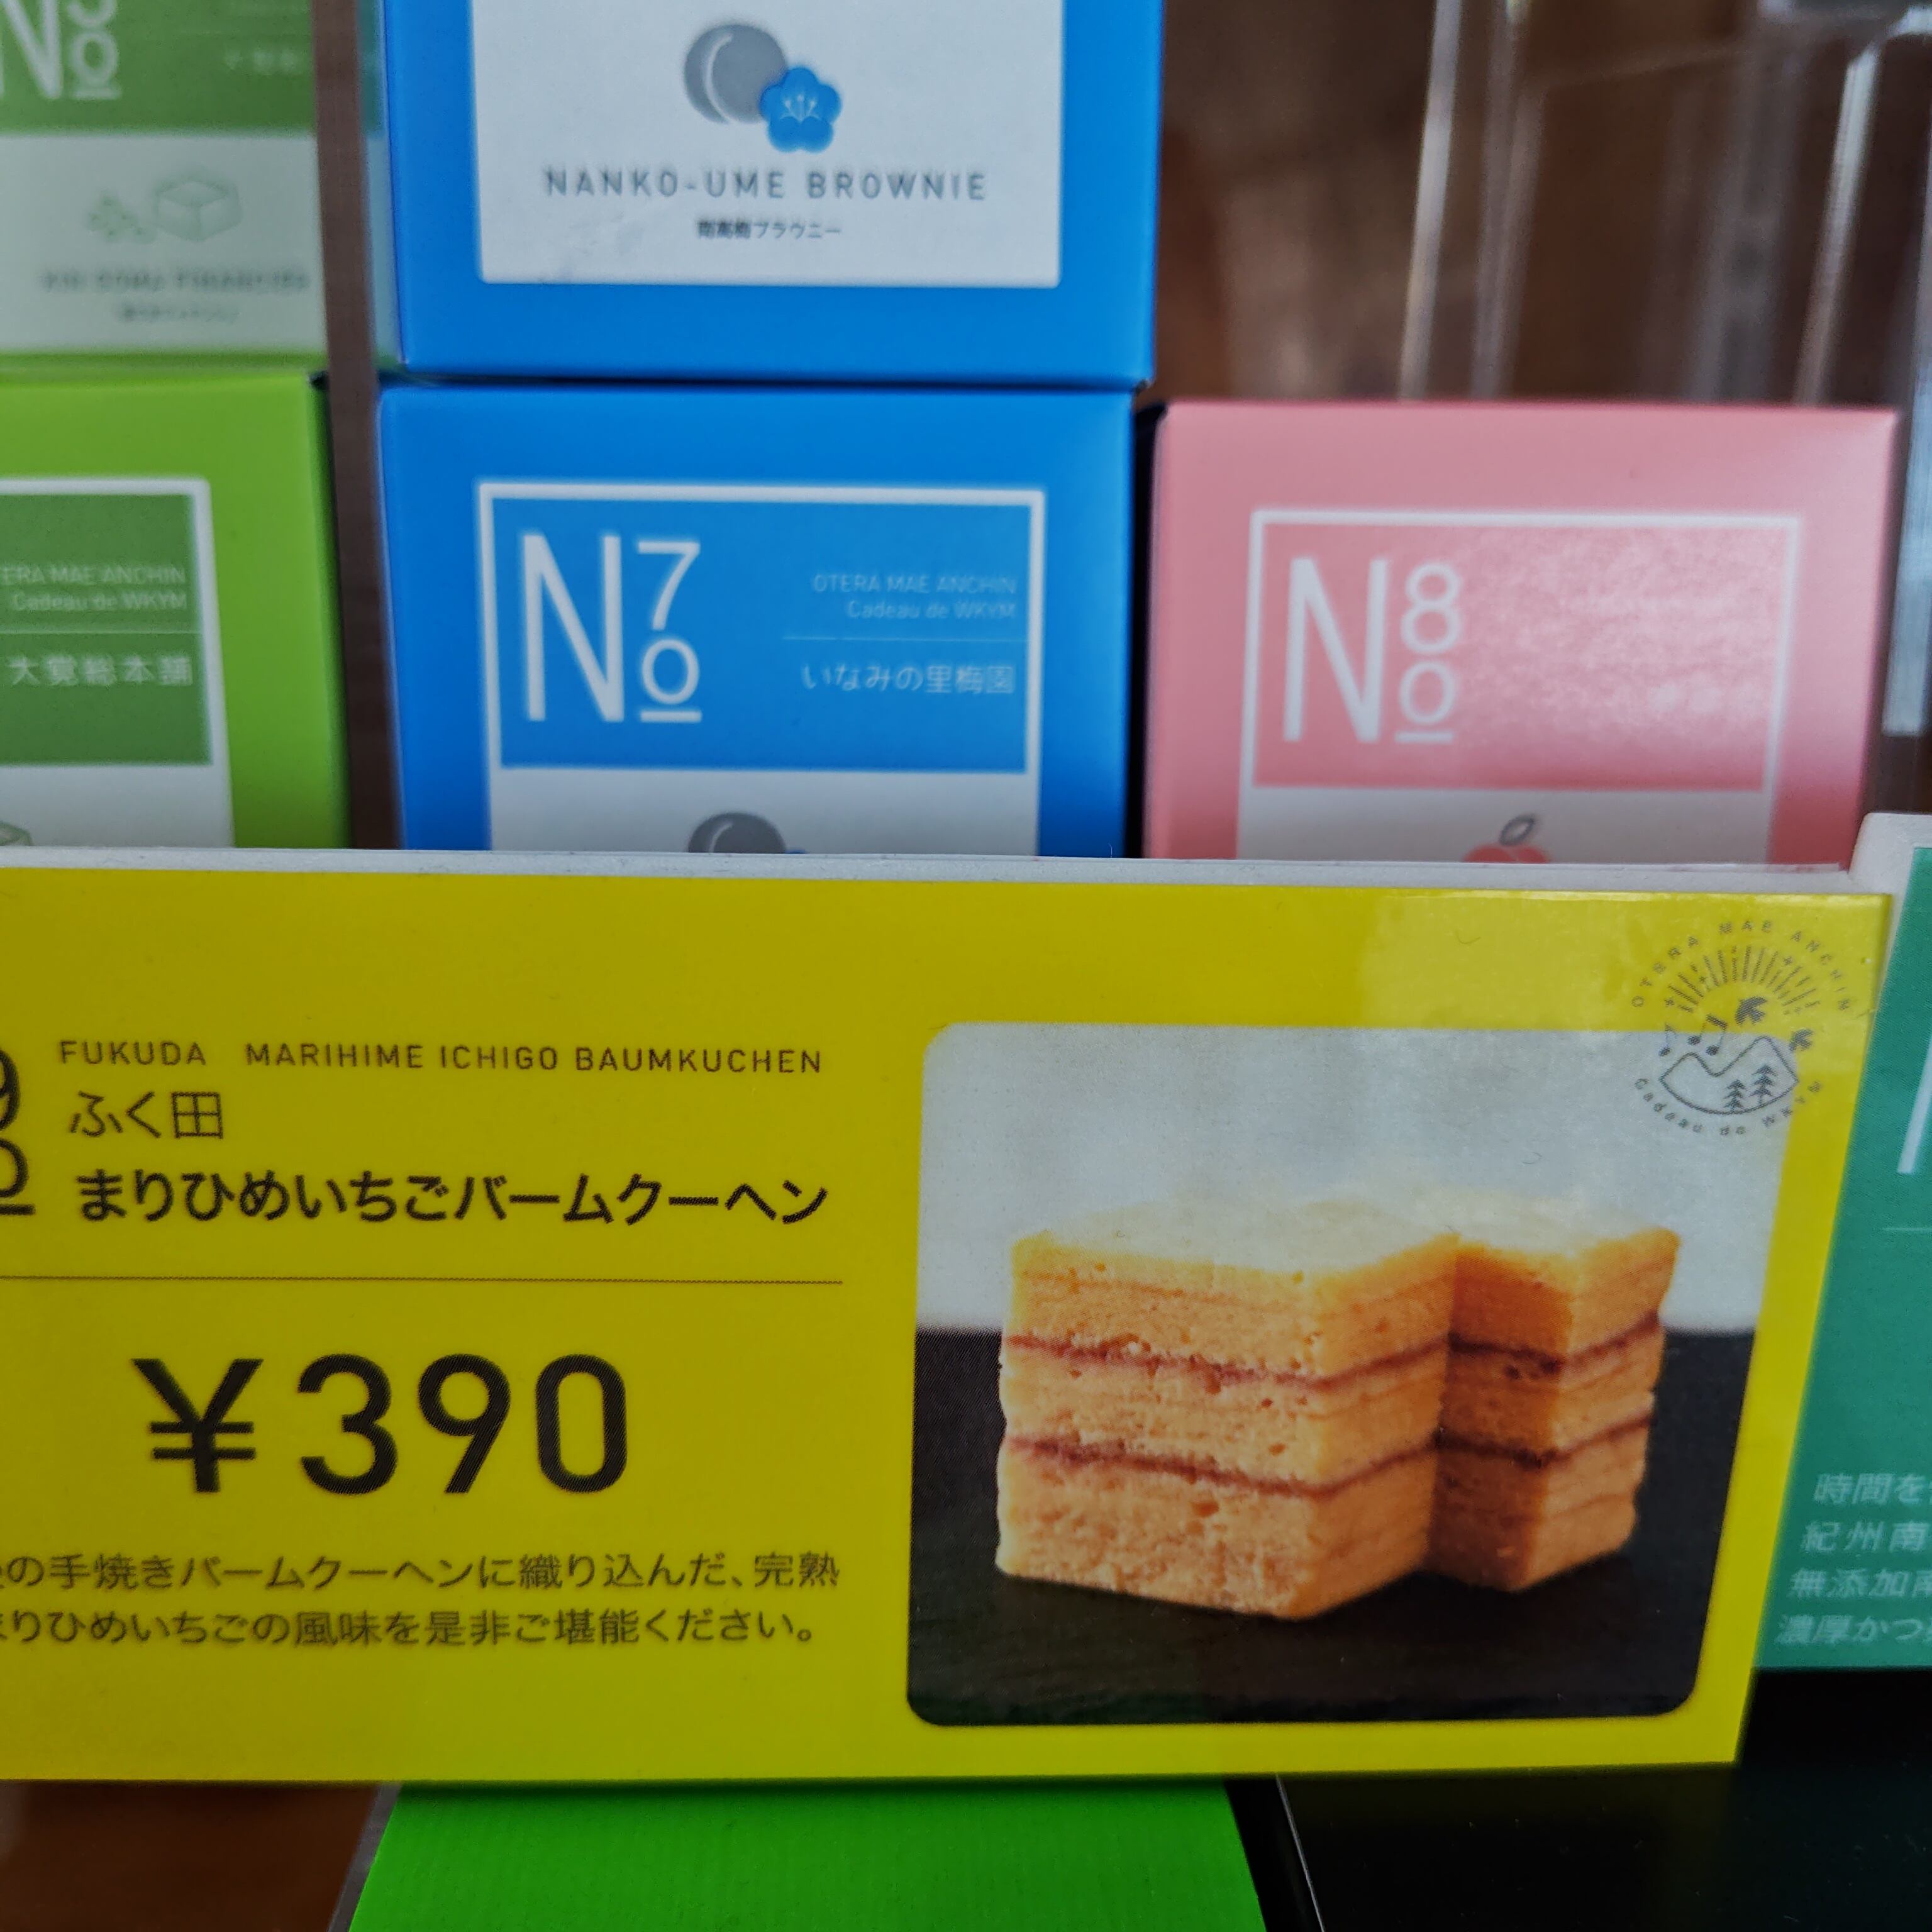 No
NANKO-UME BROWNIE
南高梅ブラウニー
ERA MAE ANCHIN
Cadeau de WKYM
大覚総本舗
No 7
OTERA MAE ANCHIN
Cadeau de WKYM
いなみの里梅園
No 8
OTERA MAE ANCHIN
Cadeau de WKYM
FUKUDA MARIHIME ICHIGO BAUMKUCHEN
ふく田
まりひめいちごバームクーヘン
¥390
の手焼きバームクーヘンに織り込んだ、完熟
まりひめいちごの風味を是非ご堪能ください。
時間を
紀州南
無添加
濃厚かつ